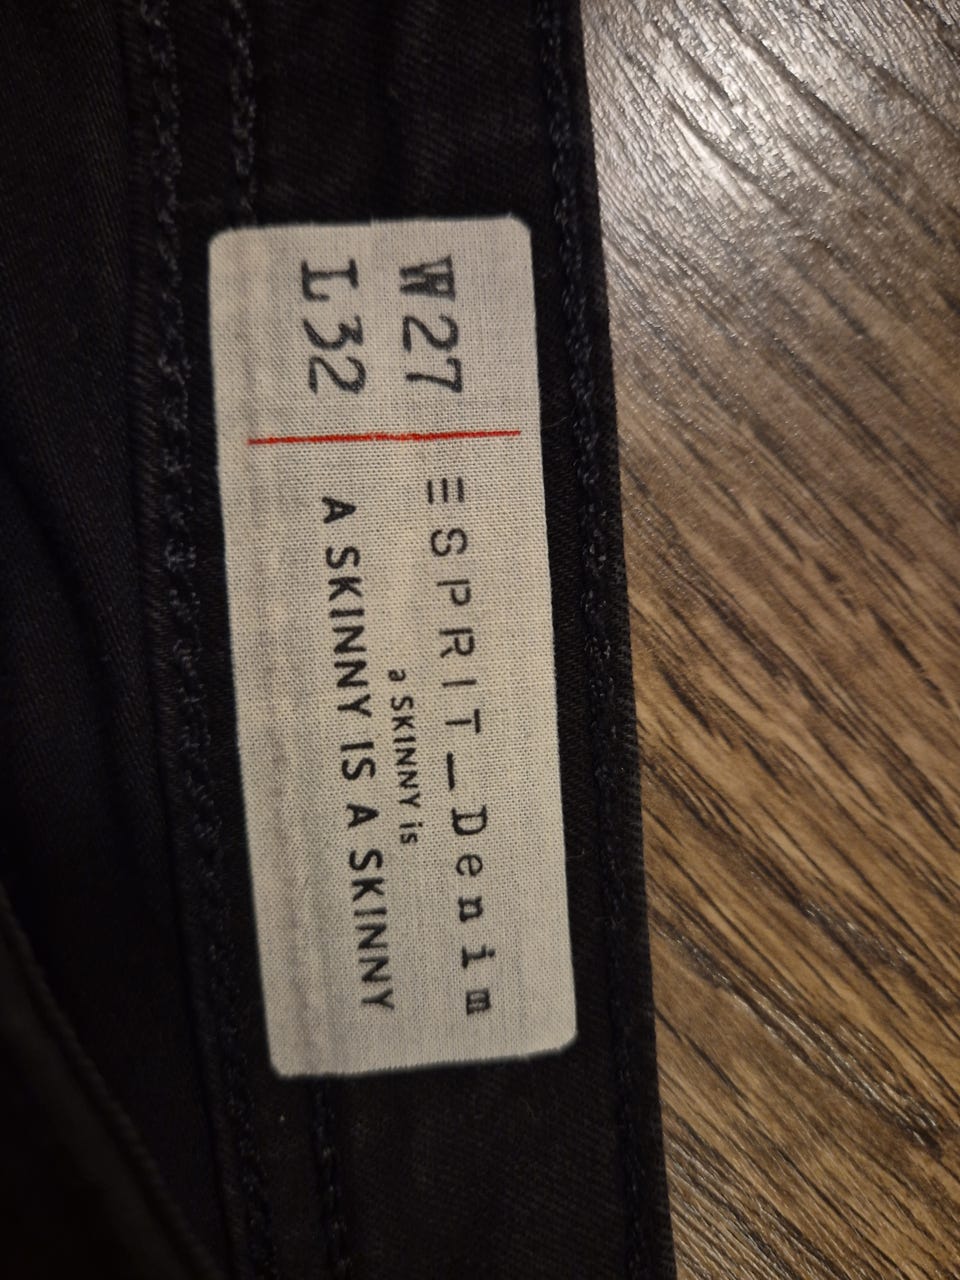 W27
L32
ESPRIT_Denim
a SKINNY is
A SKINNY IS A SKINNY